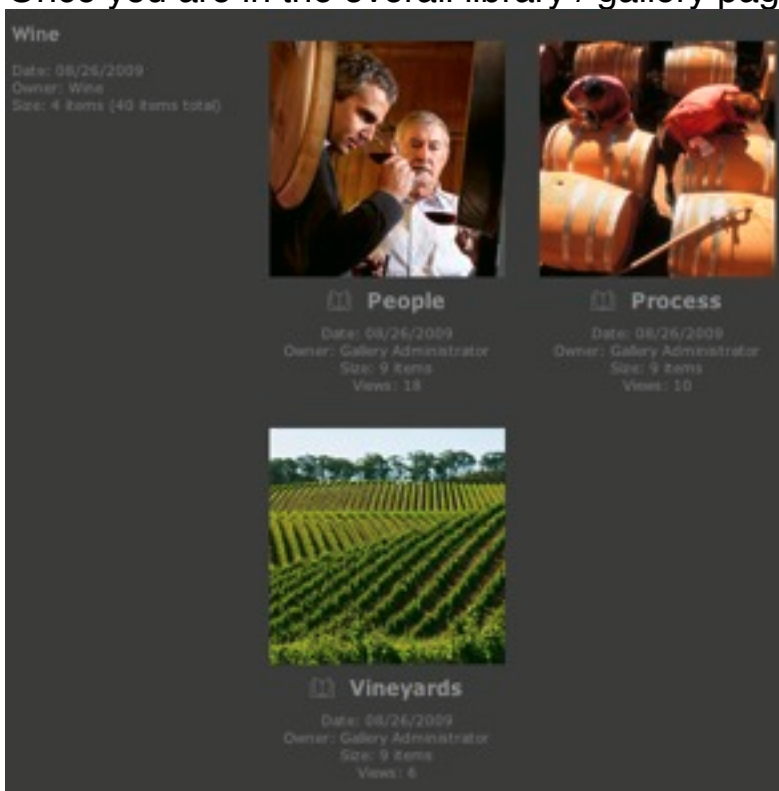 Once you are in the overall library / gallery pag
Wine
Date: 08/26/2009
Owner: Wine
Size: 4 items (40 items total)
People
Date: 08/26/2009
Owner: Gallery Administrator
Size: 9 items
Views: 18
Process
Date: 08/26/2009
Owner: Gallery Administrator
Size: 9 items
Views: 10
Vineyards
Date: 08/26/2009
Owner: Gallery Administrator
Size: 9 items
Views: 6